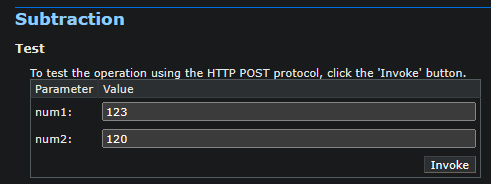 Subtraction
Test
To test the operation using the HTTP POST protocol, click the 'Invoke' button.
Parameter Value
num1: 123
num2: 120
Invoke